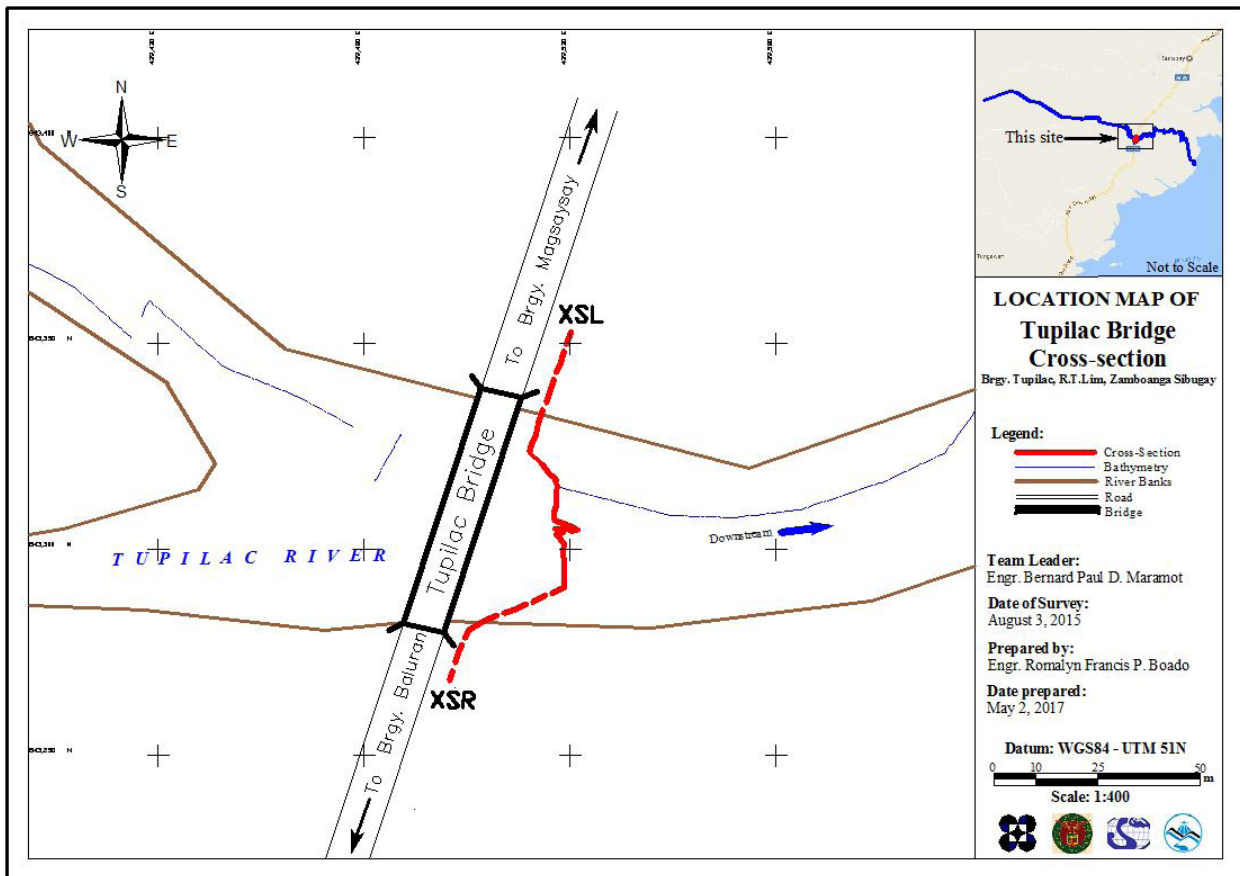 N
W
E
S
To Brgy. Magsaysay
XSL
Tupilac Bridge
TUPILAC RIVER
Downstream
To Brgy. Baluran
XSR
This site
Not to Scale
LOCATION MAP OF
Tupilac Bridge
Cross-section
Brgy. Tupilac, R.T.Lim, Zamboanga Sibugay
Legend:
Cross-Section
Bathymetry
River Banks
Road
Bridge
Team Leader:
Engr. Bernard Paul D. Maramot
Date of Survey:
August 3, 2015
Prepared by:
Engr. Romalyn Francis P. Boado
Date prepared:
May 2, 2017
Datum: WGS84 - UTM 51N
0 10 25 50
m
Scale: 1:400